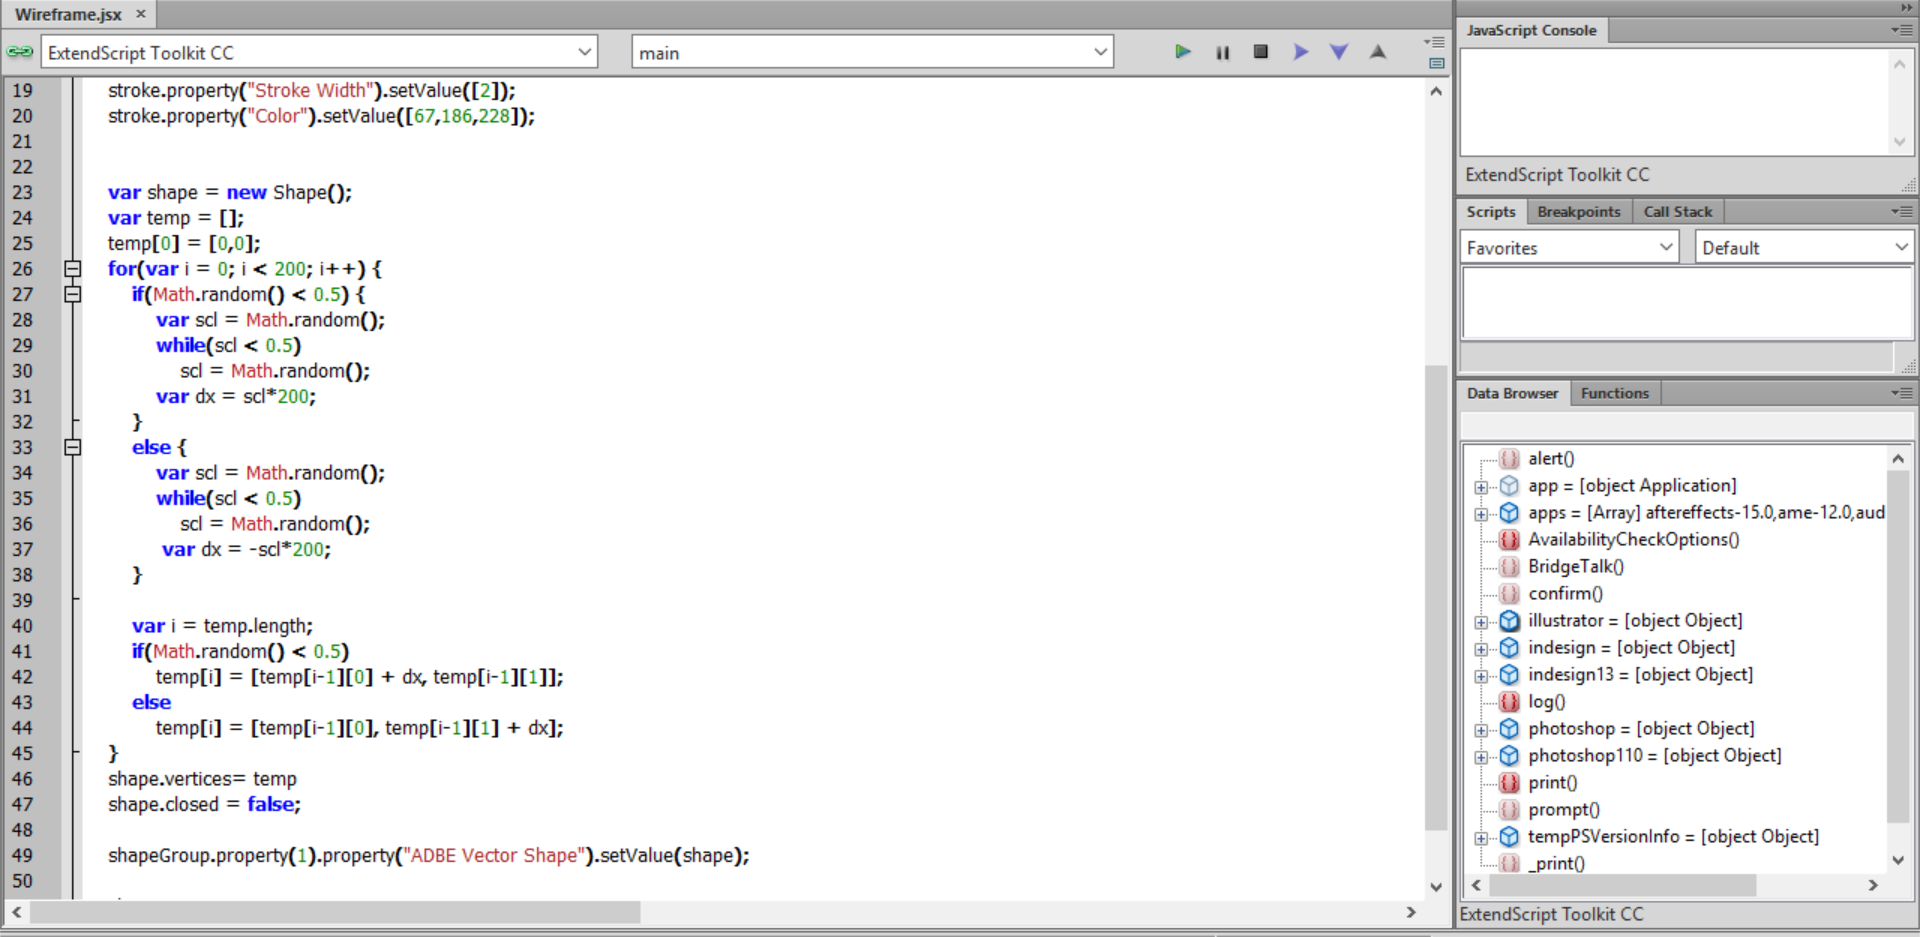 Wireframe.jsx ×
ExtendScript Toolkit CC
main
19 stroke.property("Stroke Width").setValue([2]);
20 stroke.property("Color").setValue([67,186,228]);
21
22
23 var shape = new Shape();
24 var temp = [];
25 temp[0] = [0,0];
26 for(var i = 0; i < 200; i++) {
27 if(Math.random() < 0.5) {
28 var scl = Math.random();
29 while(scl < 0.5)
30 scl = Math.random();
31 var dx = scl*200;
32 }
33 else {
34 var scl = Math.random();
35 while(scl < 0.5)
36 scl = Math.random();
37 var dx = -scl*200;
38 }
39
40 var i = temp.length;
41 if(Math.random() < 0.5)
42 temp[i] = [temp[i-1][0] + dx, temp[i-1][1]];
43 else
44 temp[i] = [temp[i-1][0], temp[i-1][1] + dx];
45 }
46 shape.vertices= temp
47 shape.closed = false;
48
49 shapeGroup.property(1).property("ADBE Vector Shape").setValue(shape);
50
JavaScript Console
ExtendScript Toolkit CC
Scripts Breakpoints Call Stack
Favorites Default
Data Browser Functions
alert()
app = [object Application]
apps = [Array] aftereffects-15.0,ame-12.0,aud
AvailabilityCheckOptions()
BridgeTalk()
confirm()
illustrator = [object Object]
indesign = [object Object]
indesign13 = [object Object]
log()
photoshop = [object Object]
photoshop110 = [object Object]
print()
prompt()
tempPSVersionInfo = [object Object]
_print()
ExtendScript Toolkit CC